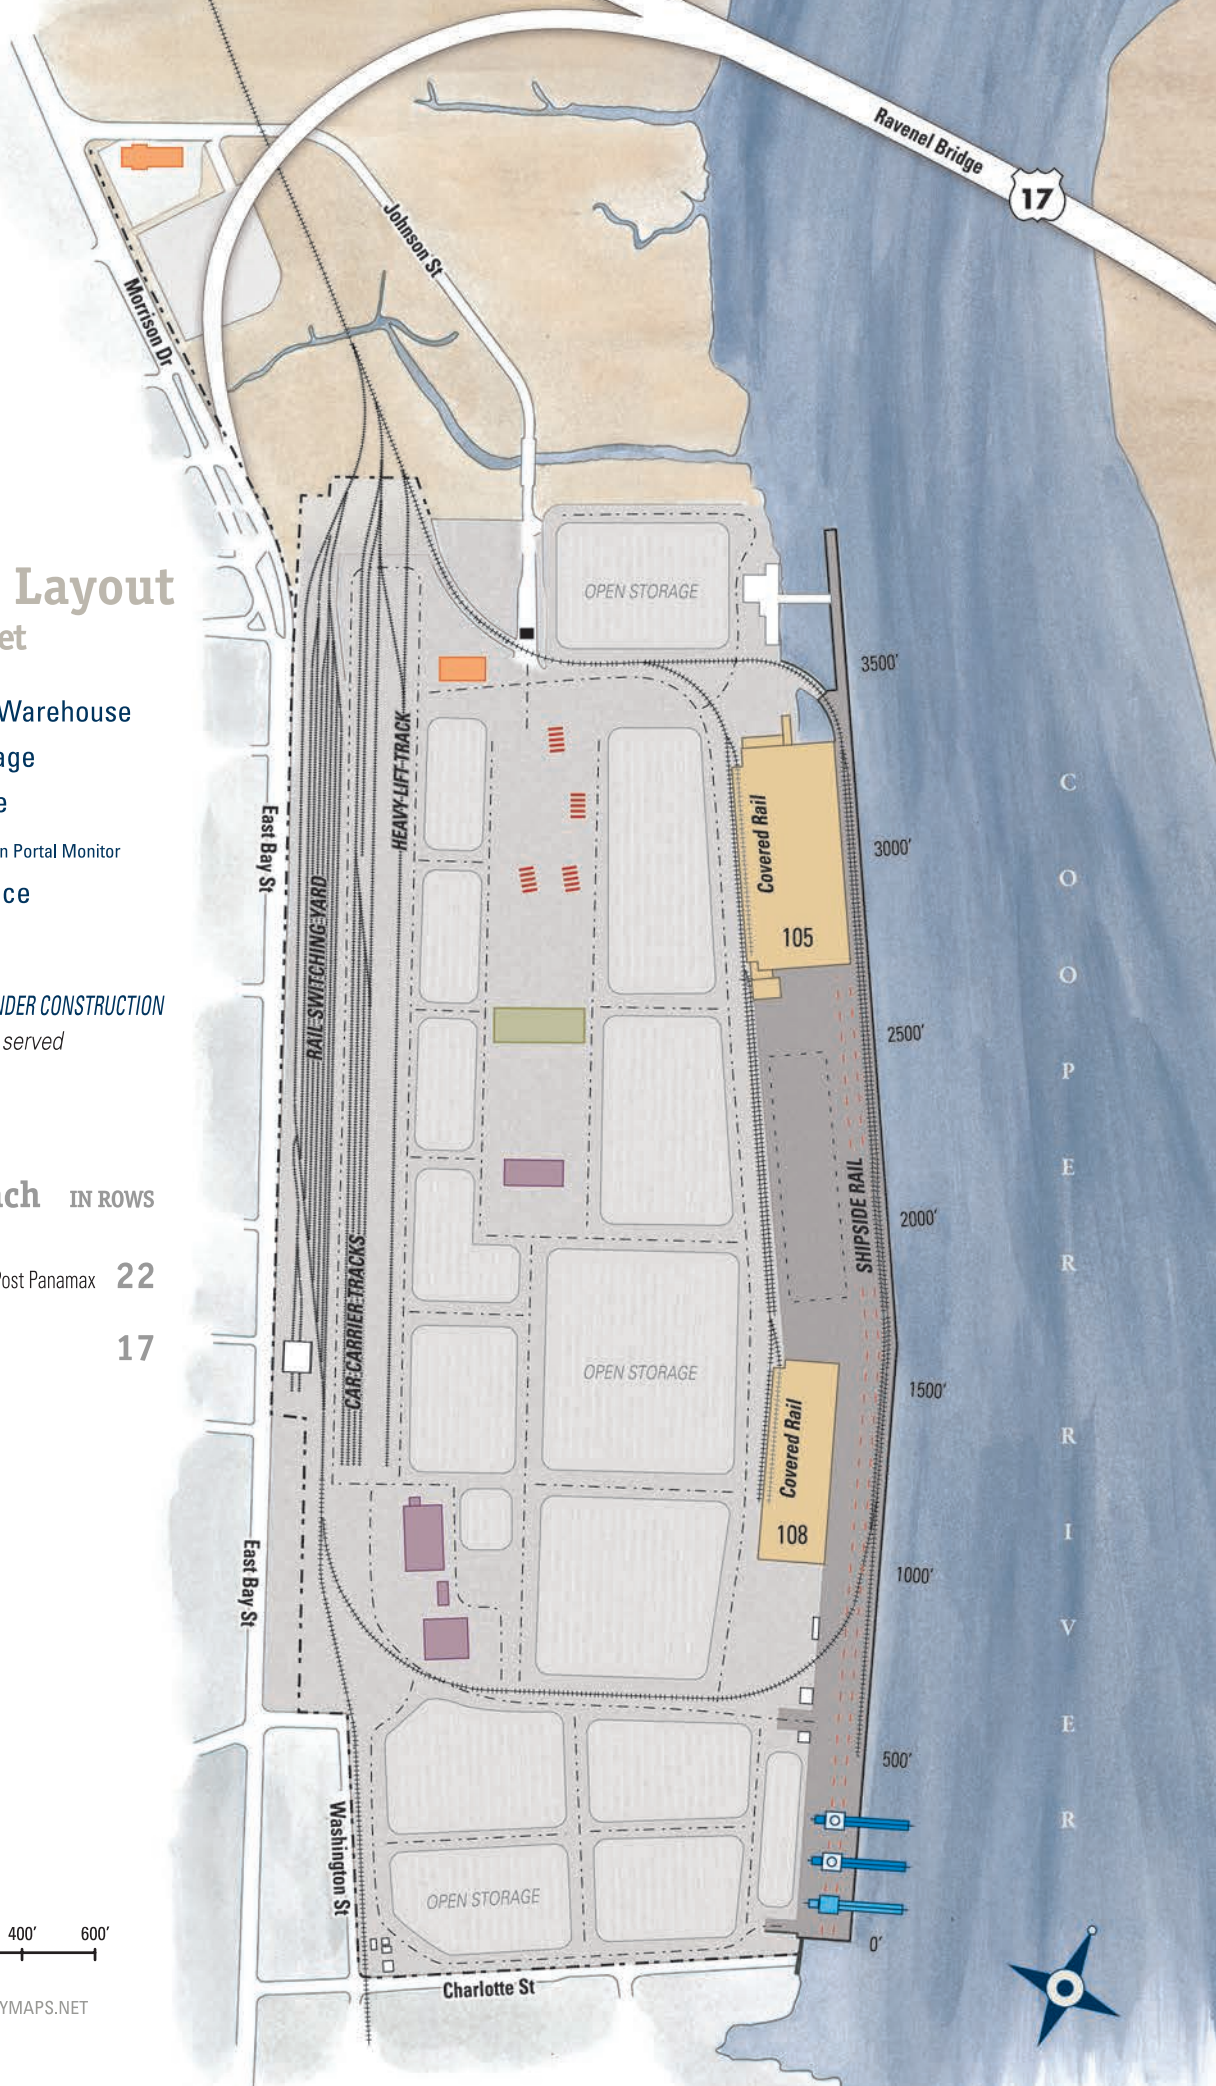 Ravenel Bridge
17
Johnson St
Morrison Dr
Layout
et
OPEN STORAGE
3500'
Warehouse
age
e
n Portal Monitor
ce
HEAVY LIFT TRACK
East Bay St
Covered Rail
105
3000'
COOPER RIVER
RAIL SWITCHING YARD
NDER CONSTRUCTION
served
2500'
SHIPSIDE RAIL
2000'
ch IN ROWS
Post Panamax 22
17
CAR CARRIER TRACKS
OPEN STORAGE
1500'
Covered Rail
108
East Bay St
1000'
500'
Washington St
OPEN STORAGE
400' 600'
0'
Charlotte St
YMAPS.NET